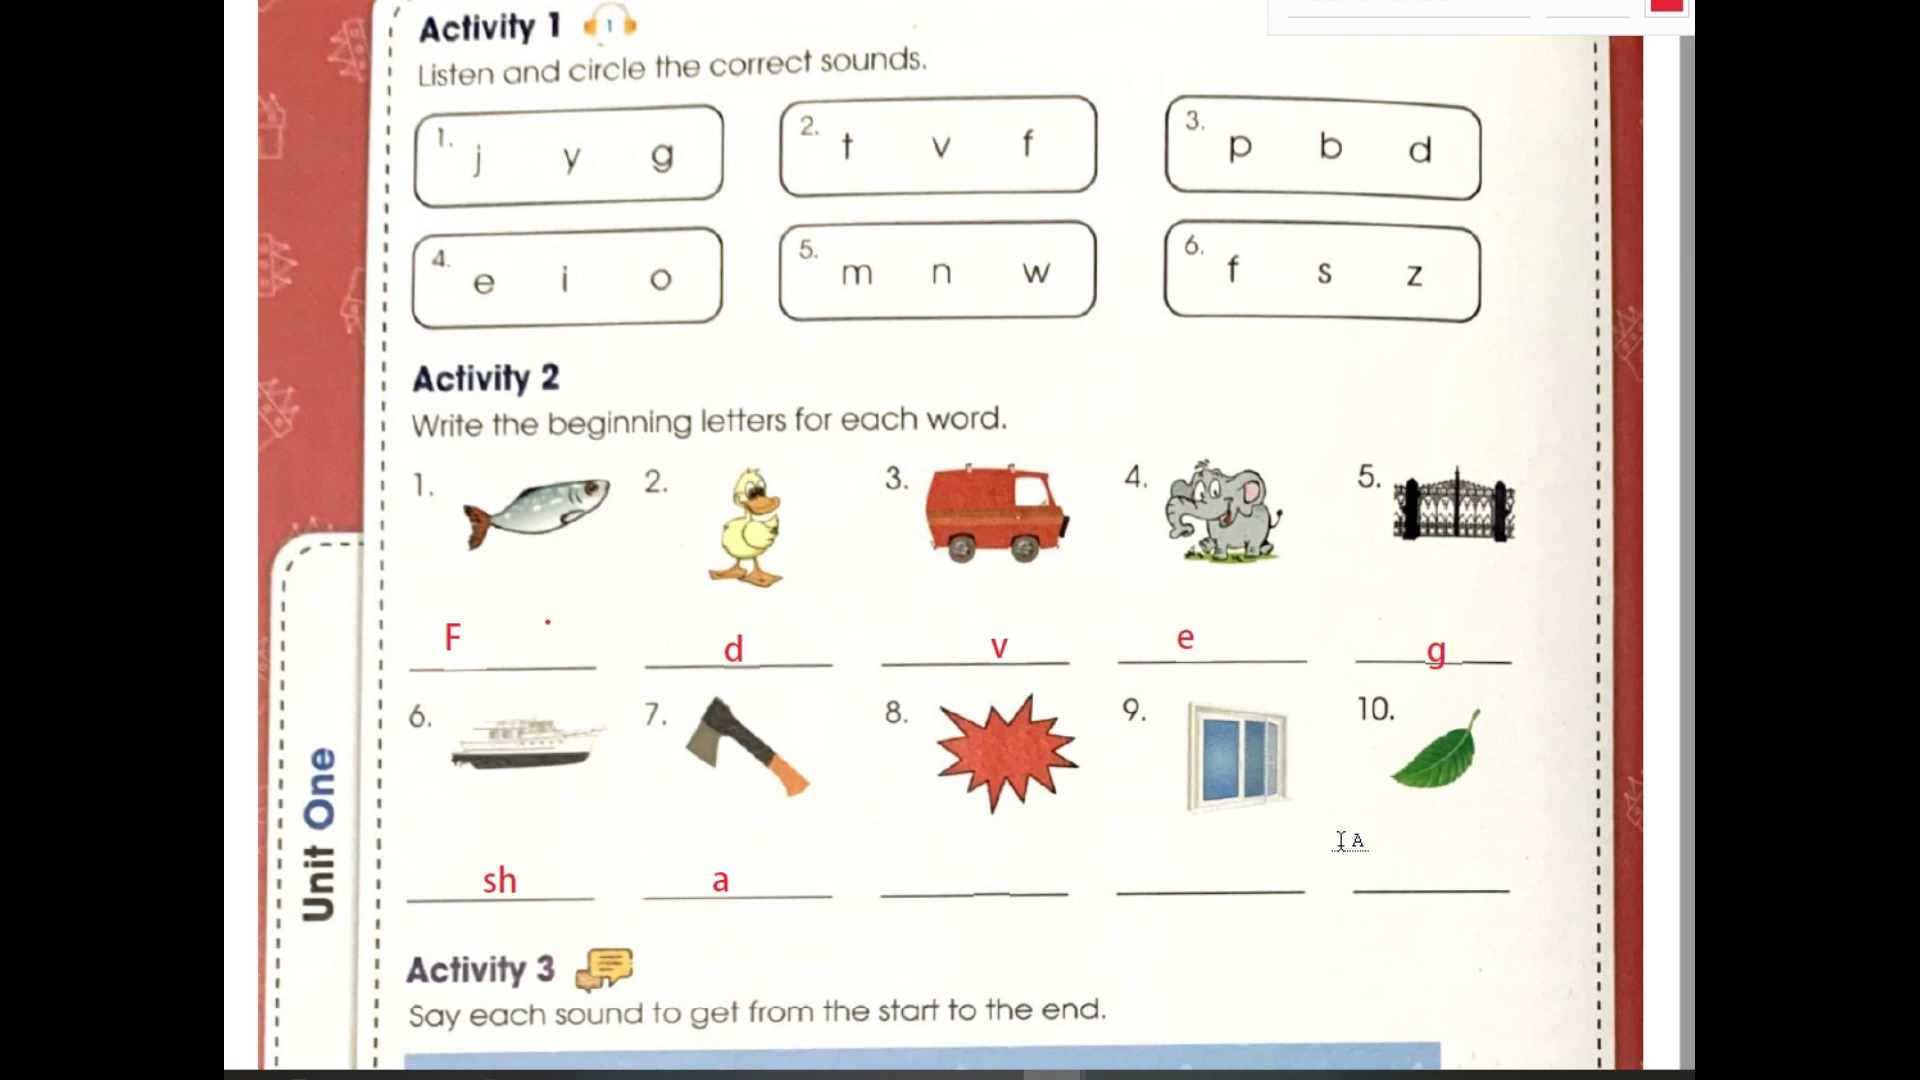 Activity 1 1
Listen and circle the correct sounds.
1. j y g
2. t v f
3. p b d
4. e i o
5. m n w
6. f s z
Activity 2
Write the beginning letters for each word.
1. 2. 3. 4. 5.
F d v e g
6. 7. 8. 9. 10.
A
sh a
Unit One
Activity 3
Say each sound to get from the start to the end.